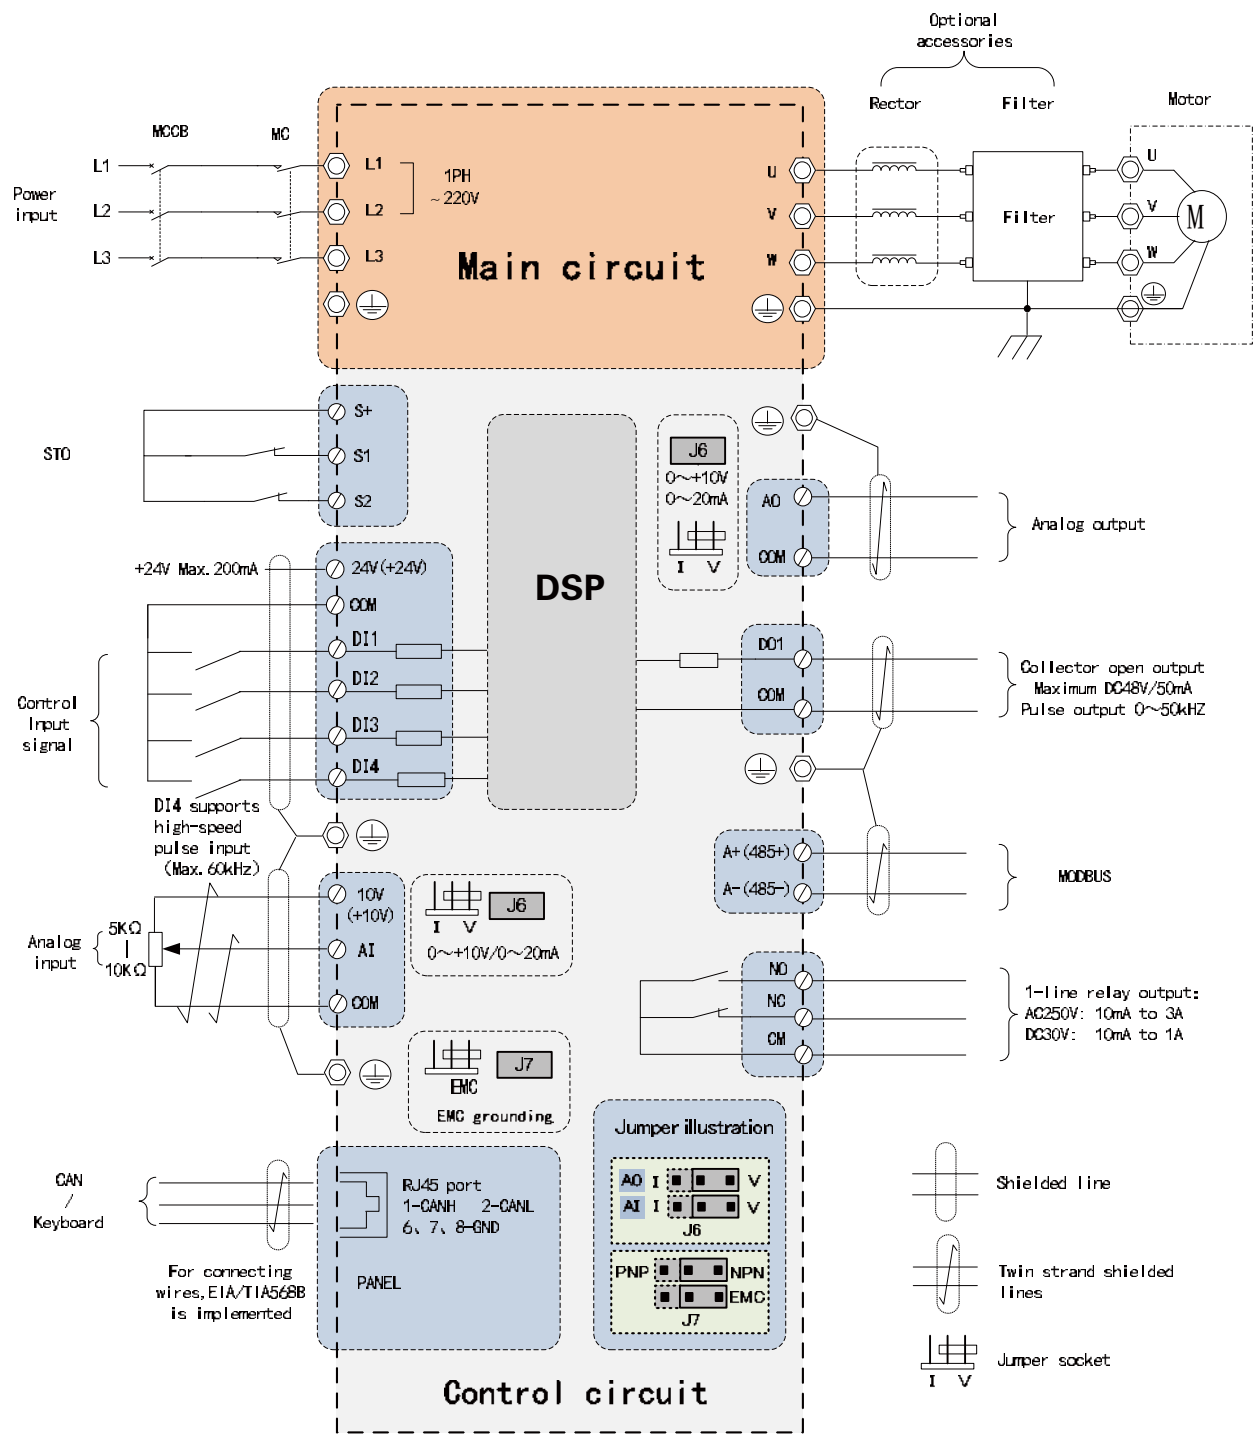 Optional
accessories
Rector
Filter
Motor
MCCB
MC
Power
input
L1
L2
L3
L1
L2
L3
1PH
~220V
Main circuit
U
V
W
Filter
U
V
W
M
STO
S+
S1
S2
DSP
J6
0~+10V
0~20mA
I V
AO
COM
Analog output
+24V Max.200mA
24V(+24V)
COM
DI1
DI2
DI3
DI4
Control
Input
signal
DI4 supports
high-speed
pulse input
(Max.60kHz)
DO1
COM
Collector open output
Maximum DC48V/50mA
Pulse output 0~50kHZ
A+(485+)
A-(485-)
MODBUS
Analog
input
5KΩ
10KΩ
10V
(+10V)
AI
COM
I V
J6
0~+10V/0~20mA
NO
NC
CM
1-line relay output:
AC250V: 10mA to 3A
DC30V: 10mA to 1A
EMC
J7
EMC grounding
Jumper illustration
AO I V
AI I V
J6
PNP NPN
EMC
J7
CAN
/
Keyboard
For connecting
wires,EIA/TIA568B
is implemented
RJ45 port
1-CANH 2-CANL
6、7、8-GND
PANEL
Shielded line
Twin strand shielded
lines
Jumper socket
I V
Control circuit